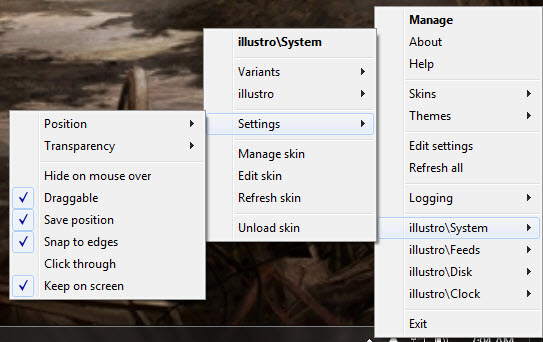 Manage
About
Help
Skins
Themes
Edit settings
Refresh all
Logging
illustro\System
illustro\Feeds
illustro\Disk
illustro\Clock
Exit
illustro\System
Variants
illustro
Settings
Manage skin
Edit skin
Refresh skin
Unload skin
Position
Transparency
Hide on mouse over
Draggable
Save position
Snap to edges
Click through
Keep on screen